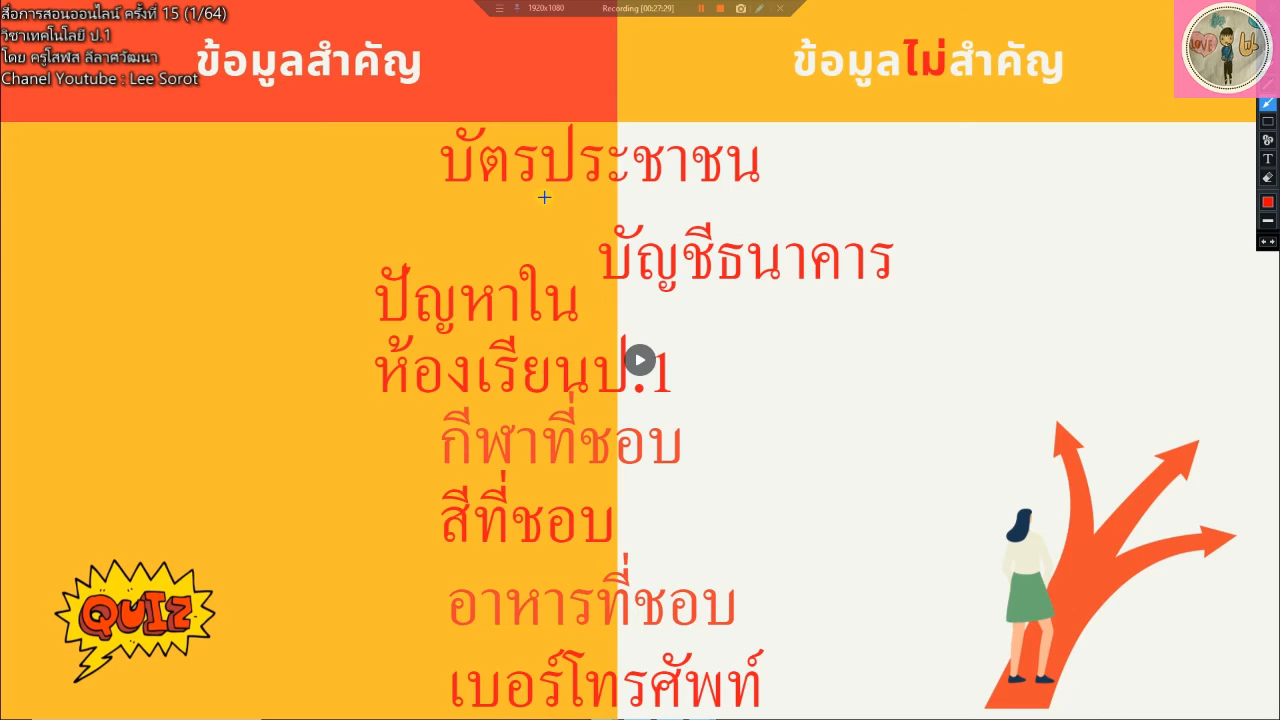 สื่อการสอนออนไลน์ ครั้งที่ 15 (1/64)
วิชาเทคโนโลยี ป.1
โดย ครูโสฬส ลีลาศวัฒนา
Chanel Youtube : Lee Sorot
1920x1080
Recording [00:27:29]
ข้อมูลสำคัญ
ข้อมูลไม่สำคัญ
LOVE
บัตรประชาชน
บัญชีธนาคาร
ปัญหาใน
ห้องเรียนป.1
กีฬาที่ชอบ
สีที่ชอบ
อาหารที่ชอบ
เบอร์โทรศัพท์
QUIZ
T